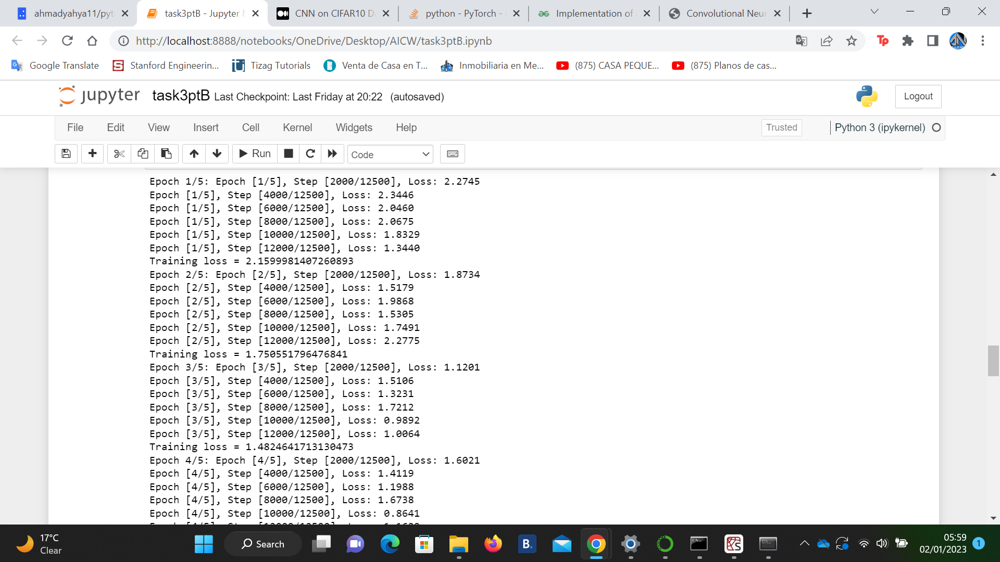 ahmadyahya11/pyt
task3ptB - Jupyter
CNN on CIFAR10 D
python - PyTorch -
Implementation of
Convolutional Neur
http://localhost:8888/notebooks/OneDrive/Desktop/AICW/task3ptB.ipynb
Google Translate
Stanford Engineerin...
Tizag Tutorials
Venta de Casa en T...
Inmobiliaria en Me...
(875) CASA PEQUE...
(875) Planos de cas...
jupyter task3ptB Last Checkpoint: Last Friday at 20:22 (autosaved)
Logout
File Edit View Insert Cell Kernel Widgets Help
Trusted
Python 3 (ipykernel)
Run
Code
Epoch 1/5: Epoch [1/5], Step [2000/12500], Loss: 2.2745
Epoch [1/5], Step [4000/12500], Loss: 2.3446
Epoch [1/5], Step [6000/12500], Loss: 2.0460
Epoch [1/5], Step [8000/12500], Loss: 2.0675
Epoch [1/5], Step [10000/12500], Loss: 1.8329
Epoch [1/5], Step [12000/12500], Loss: 1.3440
Training loss = 2.1599981407260893
Epoch 2/5: Epoch [2/5], Step [2000/12500], Loss: 1.8734
Epoch [2/5], Step [4000/12500], Loss: 1.5179
Epoch [2/5], Step [6000/12500], Loss: 1.9868
Epoch [2/5], Step [8000/12500], Loss: 1.5305
Epoch [2/5], Step [10000/12500], Loss: 1.7491
Epoch [2/5], Step [12000/12500], Loss: 2.2775
Training loss = 1.750551796476841
Epoch 3/5: Epoch [3/5], Step [2000/12500], Loss: 1.1201
Epoch [3/5], Step [4000/12500], Loss: 1.5106
Epoch [3/5], Step [6000/12500], Loss: 1.3231
Epoch [3/5], Step [8000/12500], Loss: 1.7212
Epoch [3/5], Step [10000/12500], Loss: 0.9892
Epoch [3/5], Step [12000/12500], Loss: 1.0064
Training loss = 1.4824641713130473
Epoch 4/5: Epoch [4/5], Step [2000/12500], Loss: 1.6021
Epoch [4/5], Step [4000/12500], Loss: 1.4119
Epoch [4/5], Step [6000/12500], Loss: 1.1988
Epoch [4/5], Step [8000/12500], Loss: 1.6738
Epoch [4/5], Step [10000/12500], Loss: 0.8641
17°C
Clear
Search
05:59
02/01/2023
1